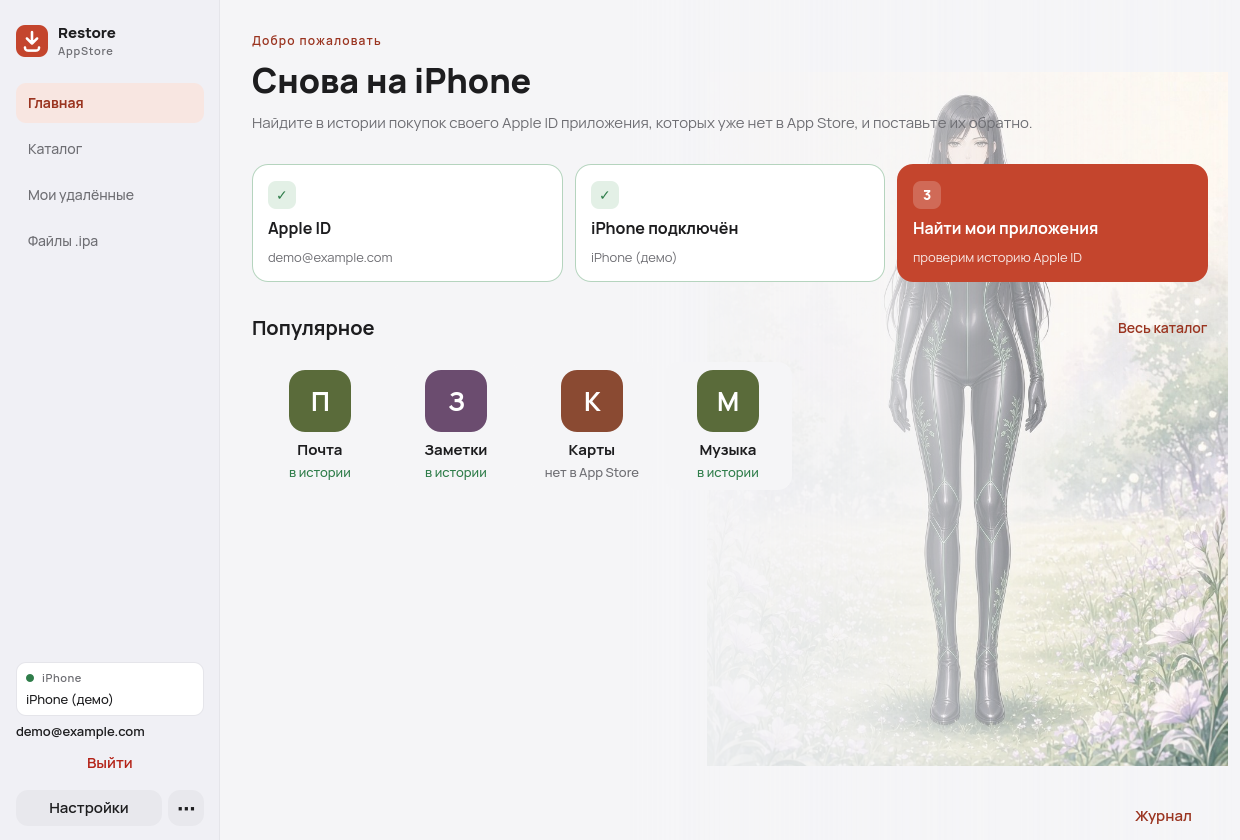 Restore
AppStore
Главная
Каталог
Мои удалённые
Файлы .ipa
iPhone
iPhone (демо)
demo@example.com
Выйти
Настройки
Добро пожаловать
Снова на iPhone
Найдите в истории покупок своего Apple ID приложения, которых уже нет в App Store, и поставьте их обратно.
✓
Apple ID
demo@example.com
✓
iPhone подключён
iPhone (демо)
3
Найти мои приложения
проверим историю Apple ID
Популярное
Весь каталог
П
Почта
в истории
З
Заметки
в истории
К
Карты
нет в App Store
М
Музыка
в истории
Журнал